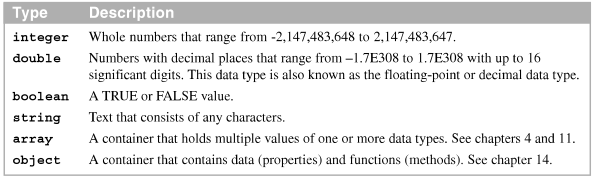 Type Description
integer Whole numbers that range from -2,147,483,648 to 2,147,483,647.
double Numbers with decimal places that range from –1.7E308 to 1.7E308 with up to 16
significant digits. This data type is also known as the floating-point or decimal data type.
boolean A TRUE or FALSE value.
string Text that consists of any characters.
array A container that holds multiple values of one or more data types. See chapters 4 and 11.
object A container that contains data (properties) and functions (methods). See chapter 14.